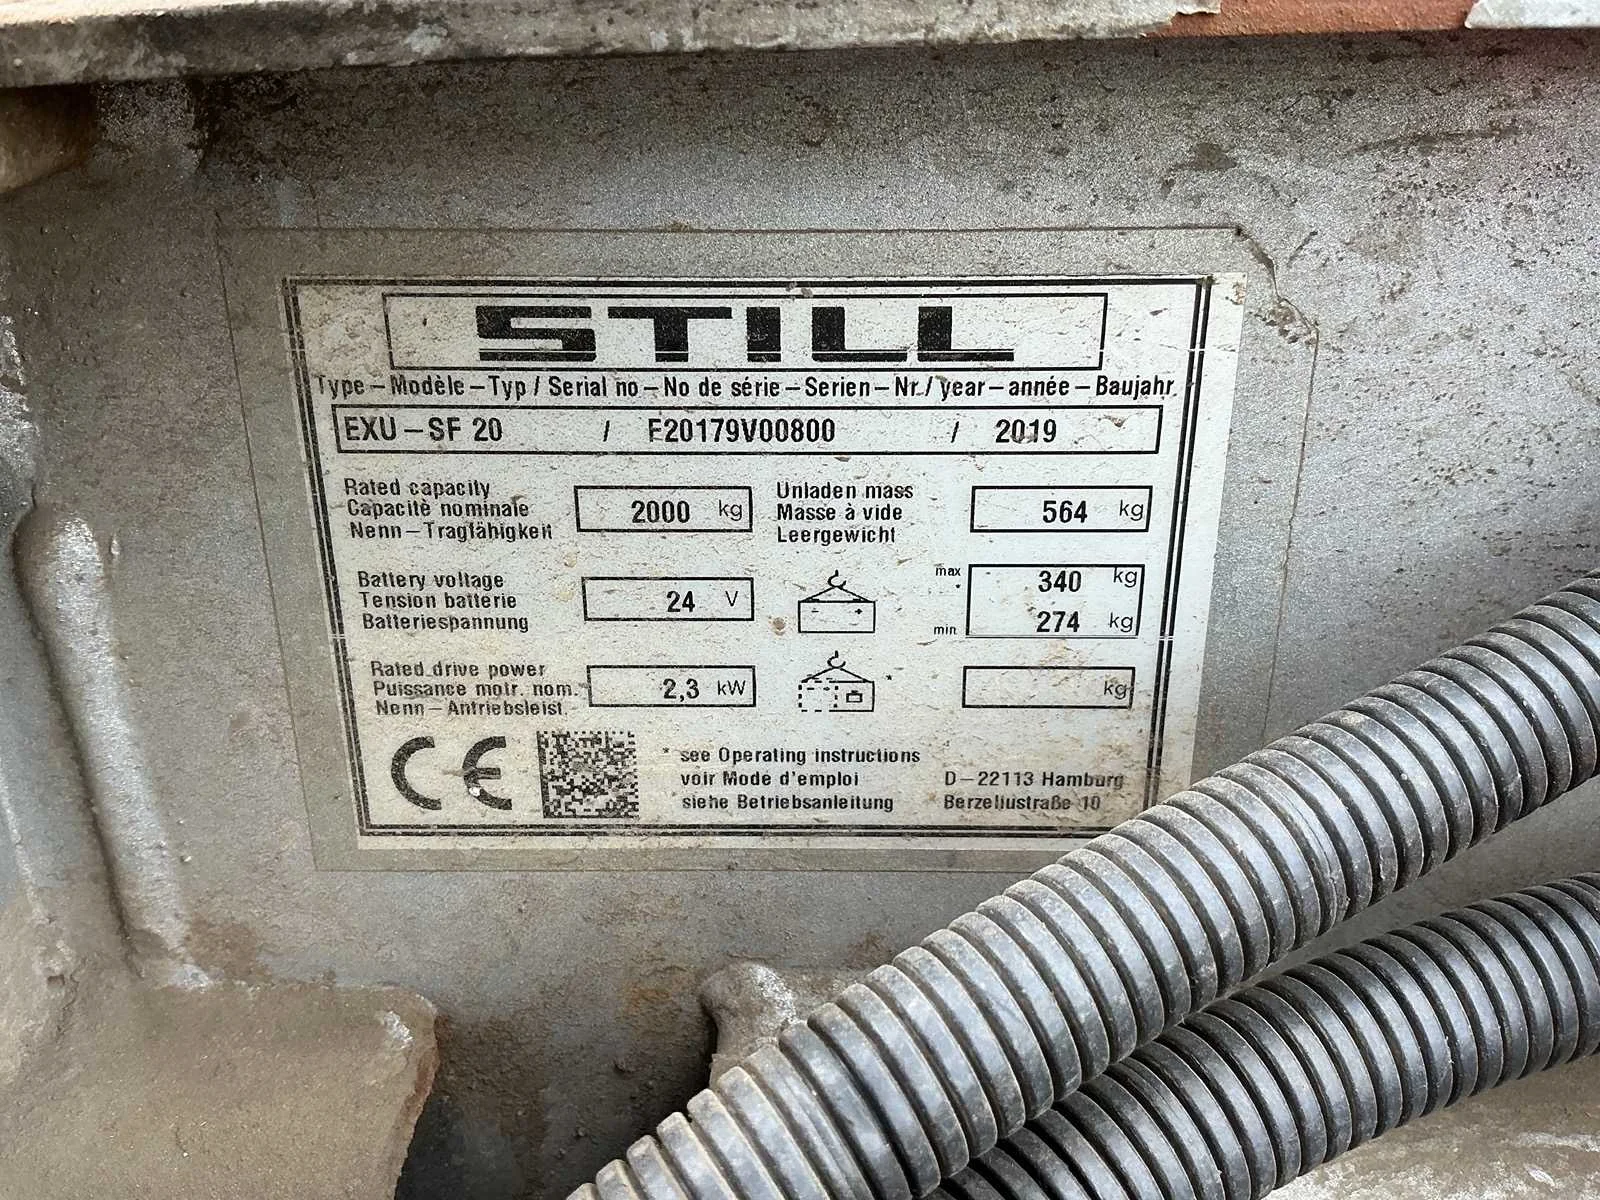 STILL
Type – Modèle – Typ / Serial no – No de série – Serien – Nr. / year – année – Baujahr
EXU – SF 20 / E20179V00800 / 2019
Rated capacity
Capacité nominale
Nenn – Tragfähigkeit
2000 kg
Unladen mass
Masse à vide
Leergewicht
564 kg
Battery voltage
Tension batterie
Batteriespannung
24 V
- +
max
*
min
340 kg
274 kg
Rated drive power
Puissance motr. nom.
Nenn – Antriebsleist.
2,3 kW
*
kg
CE
* see Operating instructions
voir Mode d'emploi
siehe Betriebsanleitung
D – 22113 Hamburg
Berzeliustraße 10